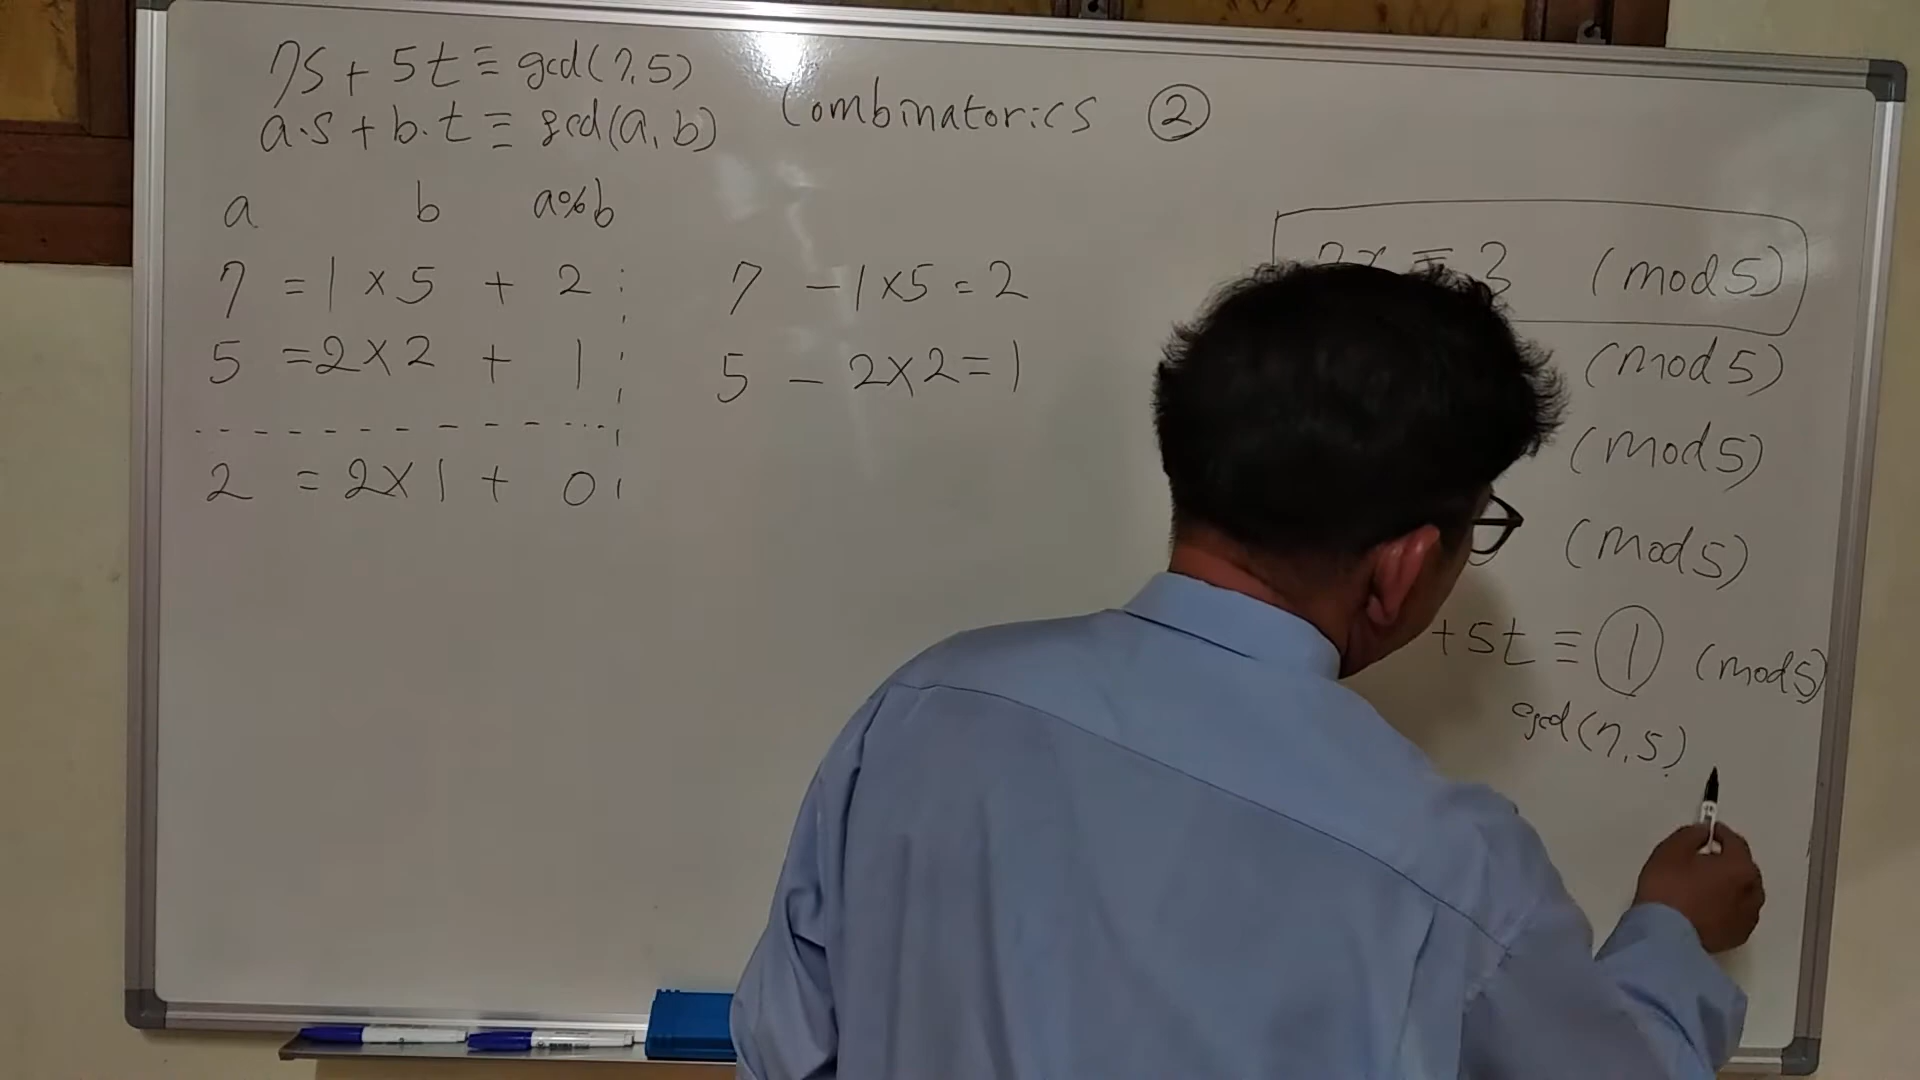 7s + 5t ≡ gcd(7,5)
a.s + b.t ≡ gcd(a,b)
Combinatorics ②
a b a%b
7 = 1 × 5 + 2
5 = 2 × 2 + 1
2 = 2 × 1 + 0
7 - 1 × 5 = 2
5 - 2 × 2 = 1
≡ 3 (mod 5)
(mod 5)
(mod 5)
(mod 5)
+ 5t ≡ 1 (mod 5)
gcd(7,5)